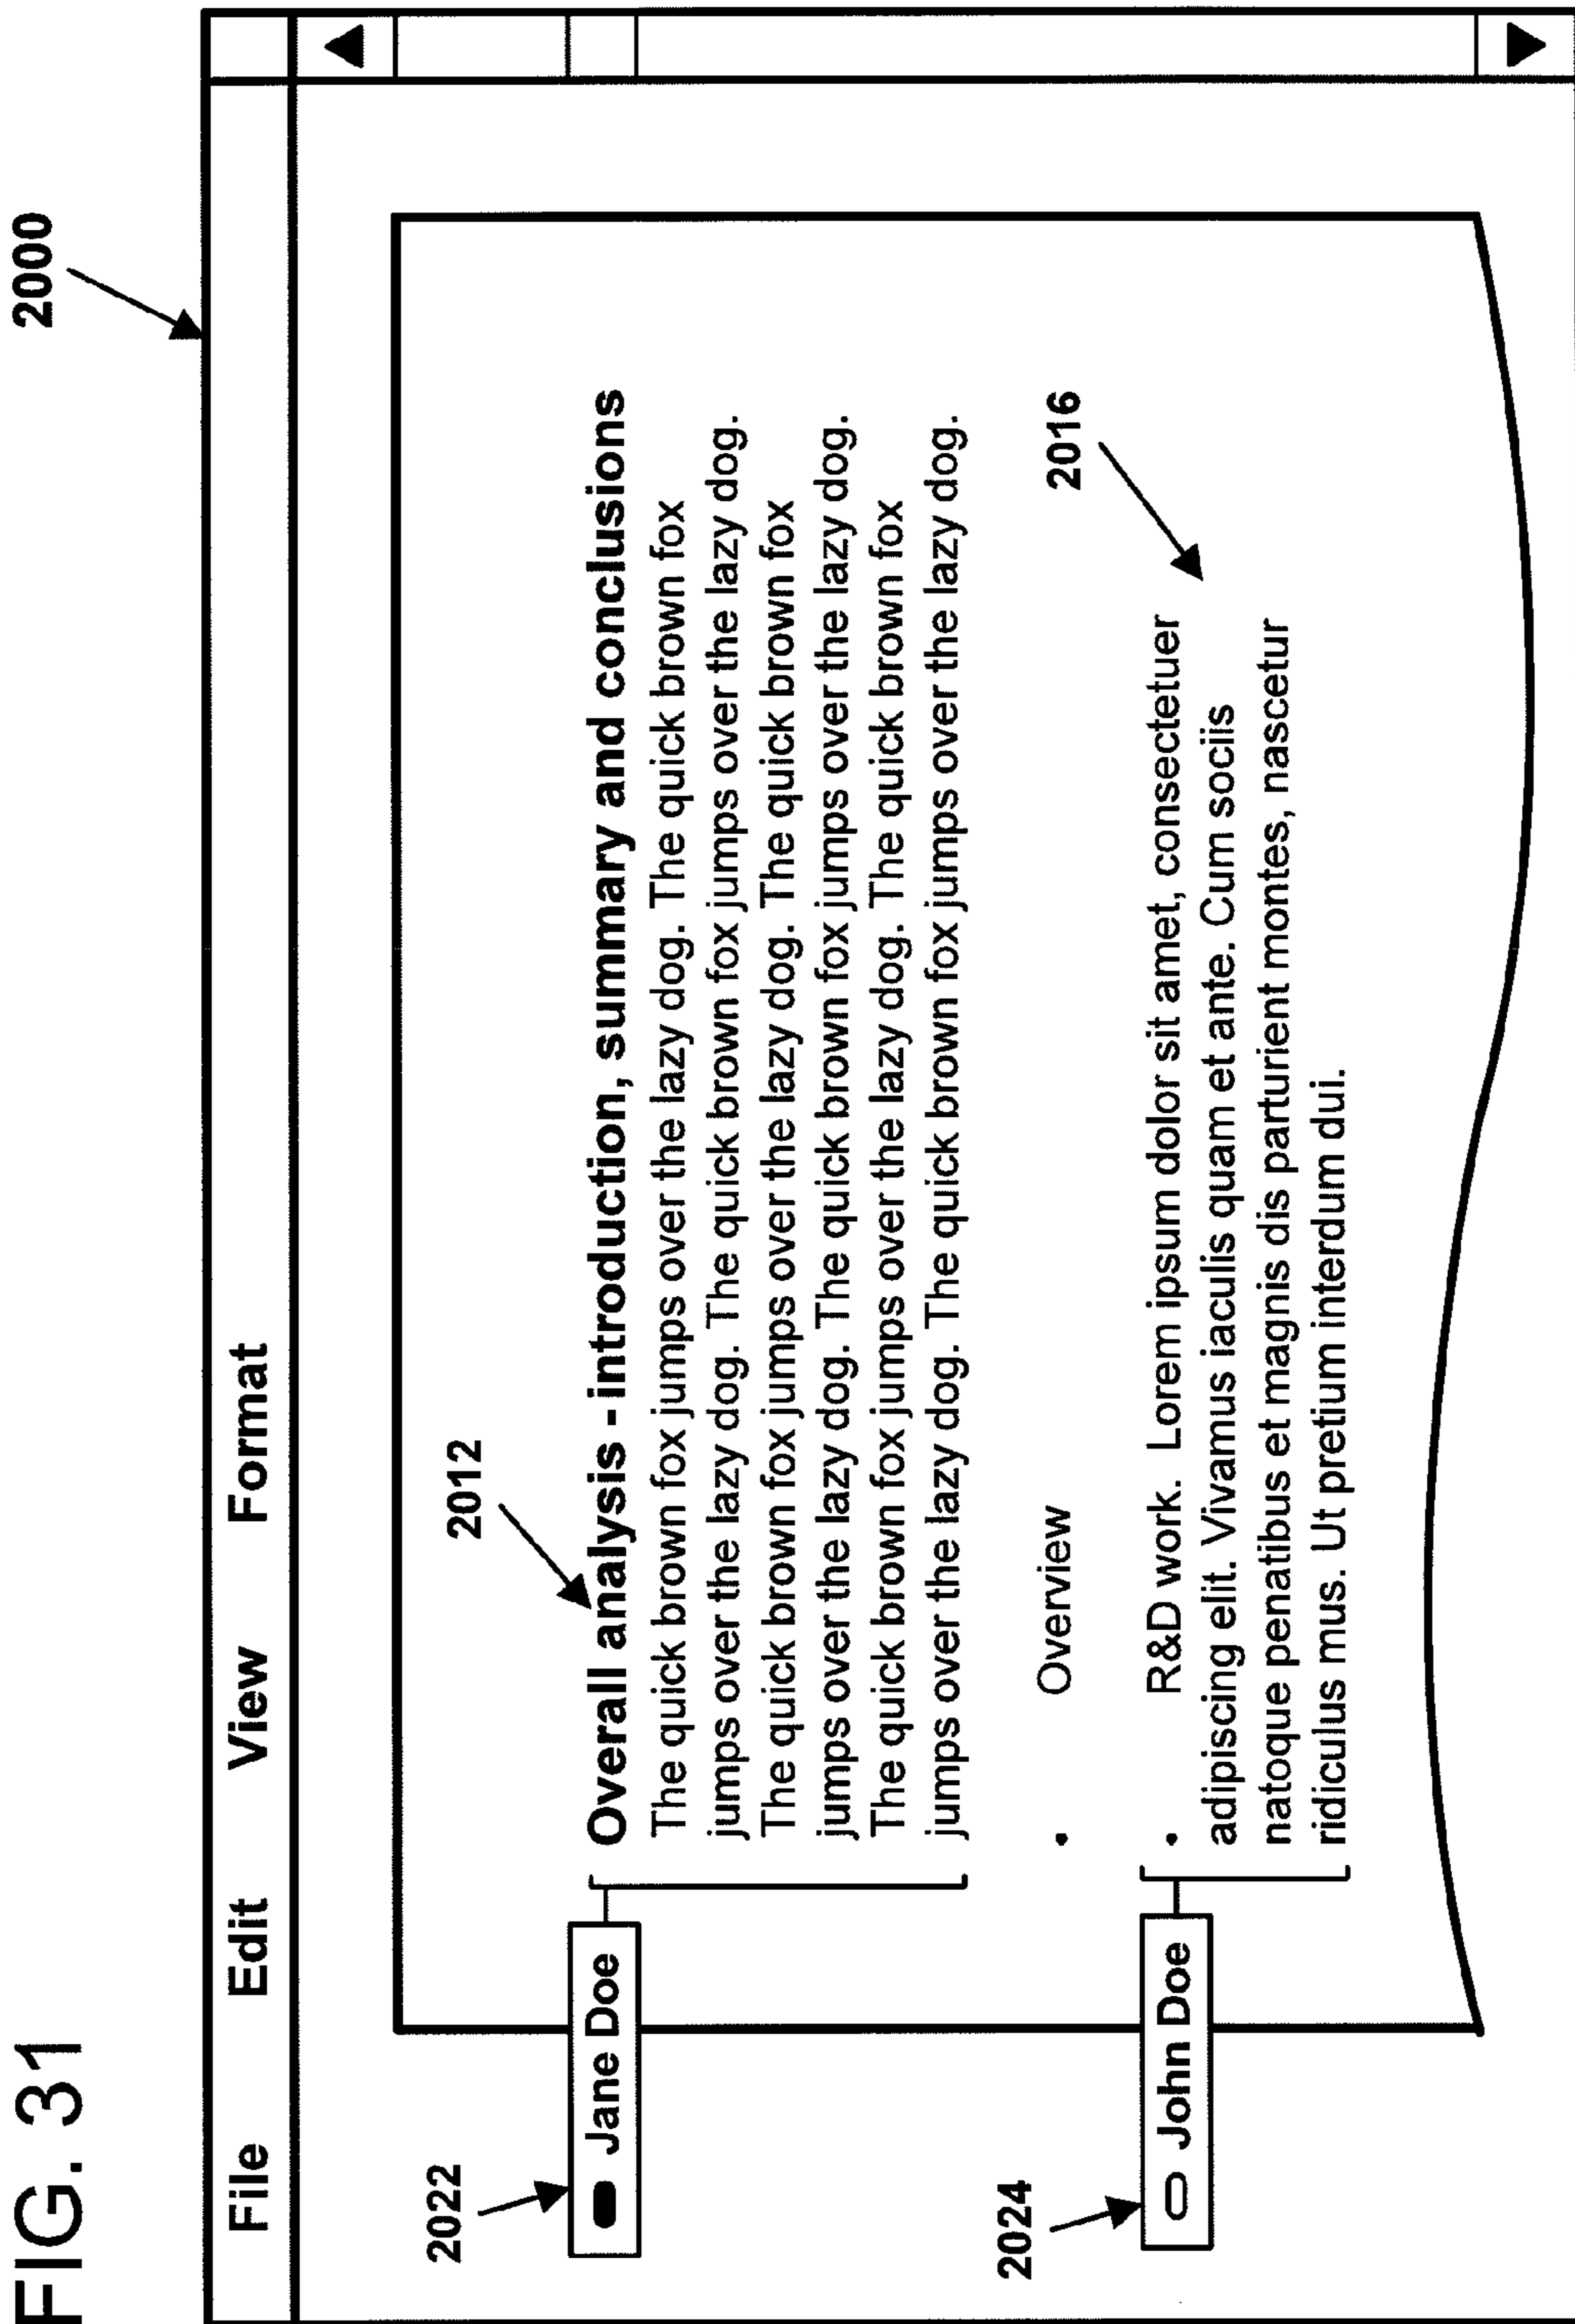 FIG. 31
2000
File Edit View Format
2012
2022
Jane Doe
Overall analysis - introduction, summary and conclusions
The quick brown fox jumps over the lazy dog. The quick brown fox
jumps over the lazy dog. The quick brown fox jumps over the lazy dog.
The quick brown fox jumps over the lazy dog. The quick brown fox
jumps over the lazy dog. The quick brown fox jumps over the lazy dog.
The quick brown fox jumps over the lazy dog. The quick brown fox
jumps over the lazy dog. The quick brown fox jumps over the lazy dog.
• Overview
2016
2024
John Doe
• R&D work. Lorem ipsum dolor sit amet, consectetuer
adipiscing elit. Vivamus iaculis quam et ante. Cum sociis
natoque penatibus et magnis dis parturient montes, nascetur
ridiculus mus. Ut pretium interdum dui.